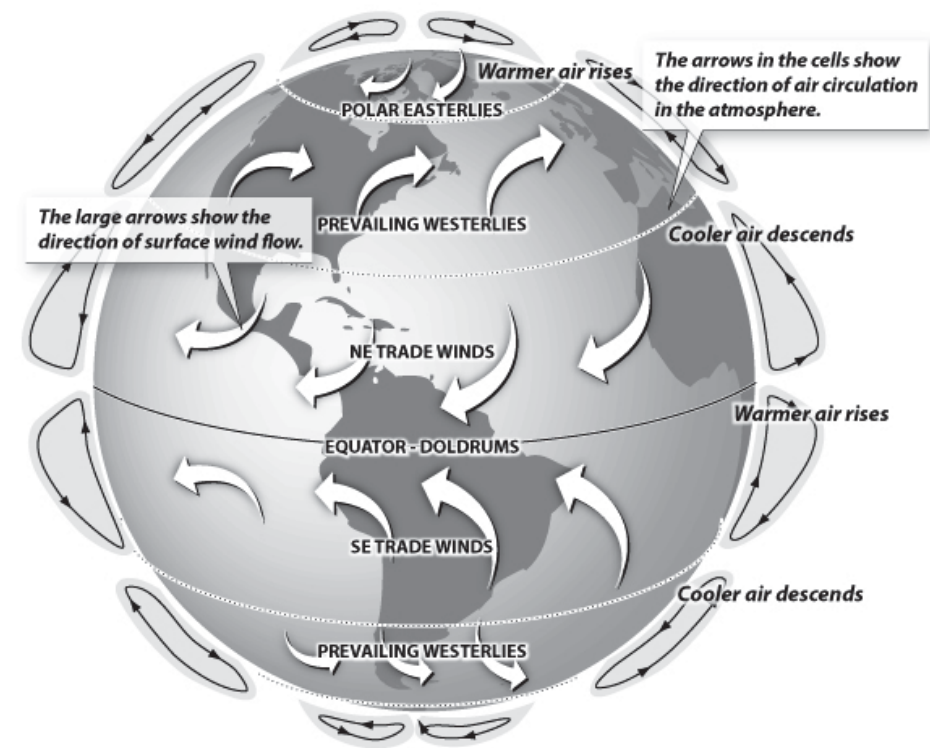 Warmer air rises
The arrows in the cells show
the direction of air circulation
in the atmosphere.
POLAR EASTERLIES
The large arrows show the
direction of surface wind flow.
PREVAILING WESTERLIES
Cooler air descends
NE TRADE WINDS
Warmer air rises
EQUATOR - DOLDRUMS
SE TRADE WINDS
Cooler air descends
PREVAILING WESTERLIES